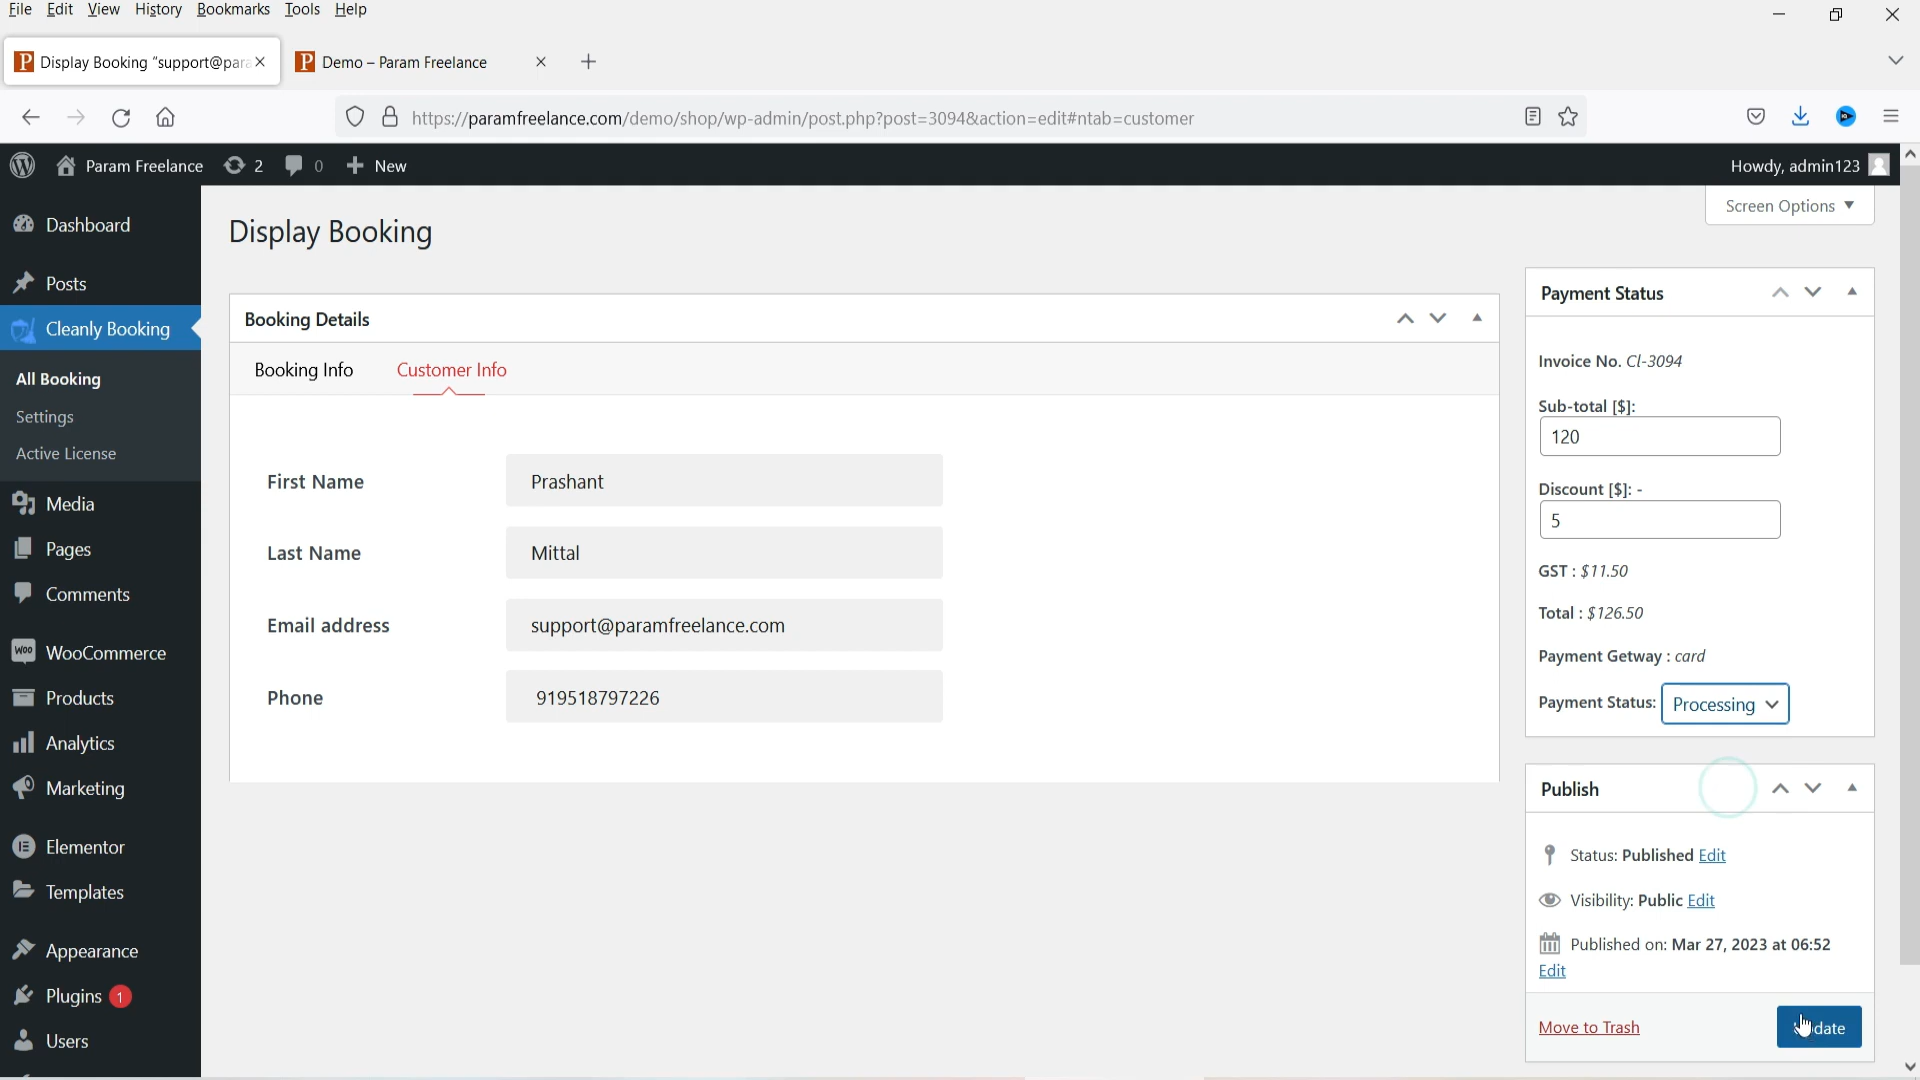 File Edit View History Bookmarks Tools Help
Display Booking "support@para
Demo – Param Freelance
https://paramfreelance.com/demo/shop/wp-admin/post.php?post=3094&action=edit#ntab=customer
Param Freelance 2 0 New
Howdy, admin123
Screen Options
Dashboard
Posts
Cleanly Booking
All Booking
Settings
Active License
Media
Pages
Comments
WooCommerce
Products
Analytics
Marketing
Elementor
Templates
Appearance
Plugins 1
Users
Display Booking
Booking Details
Booking Info Customer Info
First Name Prashant
Last Name Mittal
Email address support@paramfreelance.com
Phone 919518797226
Payment Status
Invoice No. Cl-3094
Sub-total [$]:
120
Discount [$]: -
5
GST : $11.50
Total : $126.50
Payment Getway : card
Payment Status: Processing
Publish
Status: Published Edit
Visibility: Public Edit
Published on: Mar 27, 2023 at 06:52
Edit
Move to Trash